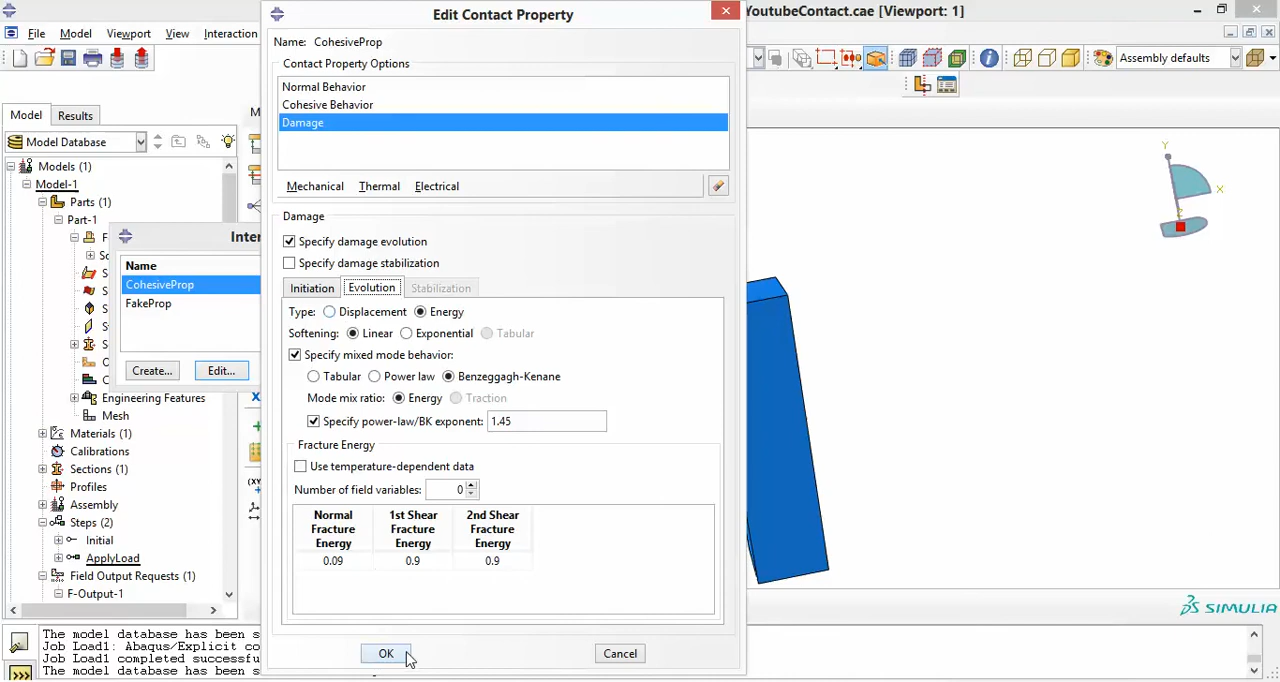 Edit Contact Property
YoutubeContact.cae [Viewport: 1]
File Model Viewport View Interaction
Name: CohesiveProp
Contact Property Options
Normal Behavior
Cohesive Behavior
Damage
Assembly defaults
Model Results
Model Database
Mechanical Thermal Electrical
Models (1)
Model-1
Parts (1)
Part-1
Damage
Specify damage evolution
Specify damage stabilization
Name
CohesiveProp
FakeProp
Create... Edit...
Initiation Evolution Stabilization
Type: Displacement Energy
Softening: Linear Exponential Tabular
Specify mixed mode behavior:
Tabular Power law Benzeggagh-Kenane
Mode mix ratio: Energy Traction
Specify power-law/BK exponent: 1.45
Fracture Energy
Use temperature-dependent data
Number of field variables: 0
Normal Fracture Energy 1st Shear Fracture Energy 2nd Shear Fracture Energy
0.09 0.9 0.9
OK Cancel
Engineering Features
Mesh
Materials (1)
Calibrations
Sections (1)
Profiles
Assembly
Steps (2)
Initial
ApplyLoad
Field Output Requests (1)
F-Output-1
Y
X
Z
SIMULIA
The model database has been s
Job Load1: Abaqus/Explicit co
Job Load1 completed successfu
The model database has been s